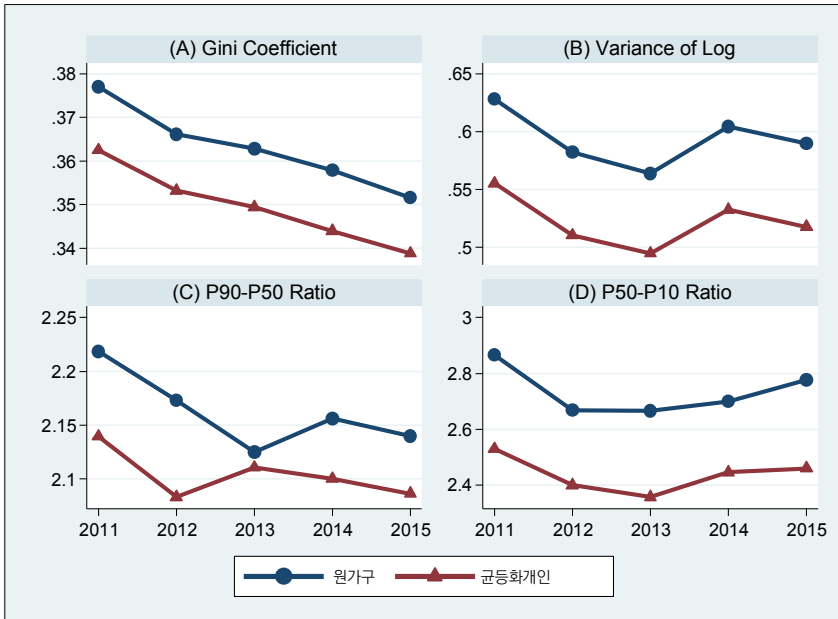 (A) Gini Coefficient
.38
.37
.36
.35
.34
(B) Variance of Log
.65
.6
.55
.5
(C) P90-P50 Ratio
2.25
2.2
2.15
2.1
2011 2012 2013 2014 2015
(D) P50-P10 Ratio
3
2.8
2.6
2.4
2011 2012 2013 2014 2015
원가구 균등화개인